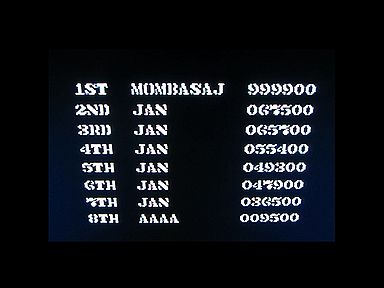 1ST MOMBASAJ 999900
2ND JAN 067500
3RD JAN 065700
4TH JAN 055400
5TH JAN 049300
6TH JAN 047900
7TH JAN 036500
8TH AAAA 009500